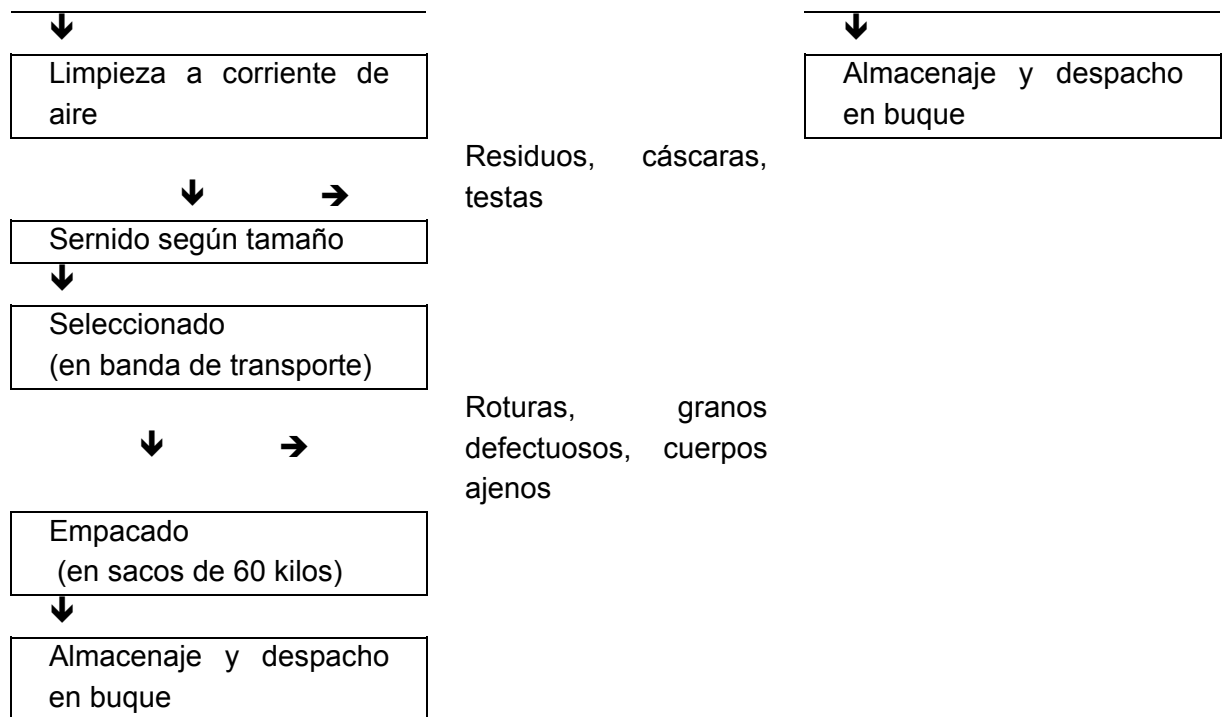 🡻
Limpieza a corriente de
aire
🡻
Almacenaje y despacho
en buque
Residuos, cáscaras,
testas
🡻 ➔
Sernido según tamaño
🡻
Seleccionado
(en banda de transporte)
Roturas, granos
defectuosos, cuerpos
ajenos
🡻 ➔
Empacado
(en sacos de 60 kilos)
🡻
Almacenaje y despacho
en buque